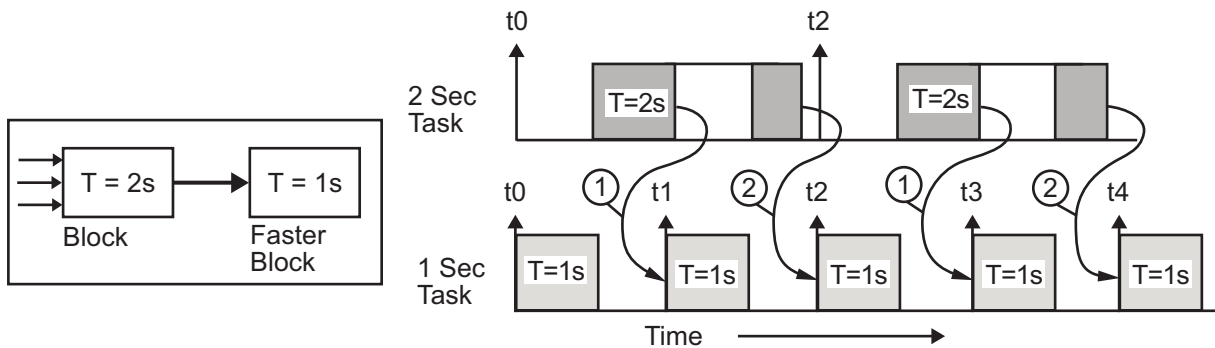 T = 2s
T = 1s
Block
Faster
Block
t0
t2
2 Sec
Task
T=2s
T=2s
1
2
1
2
t0
t1
t2
t3
t4
1 Sec
Task
T=1s
T=1s
T=1s
T=1s
T=1s
Time